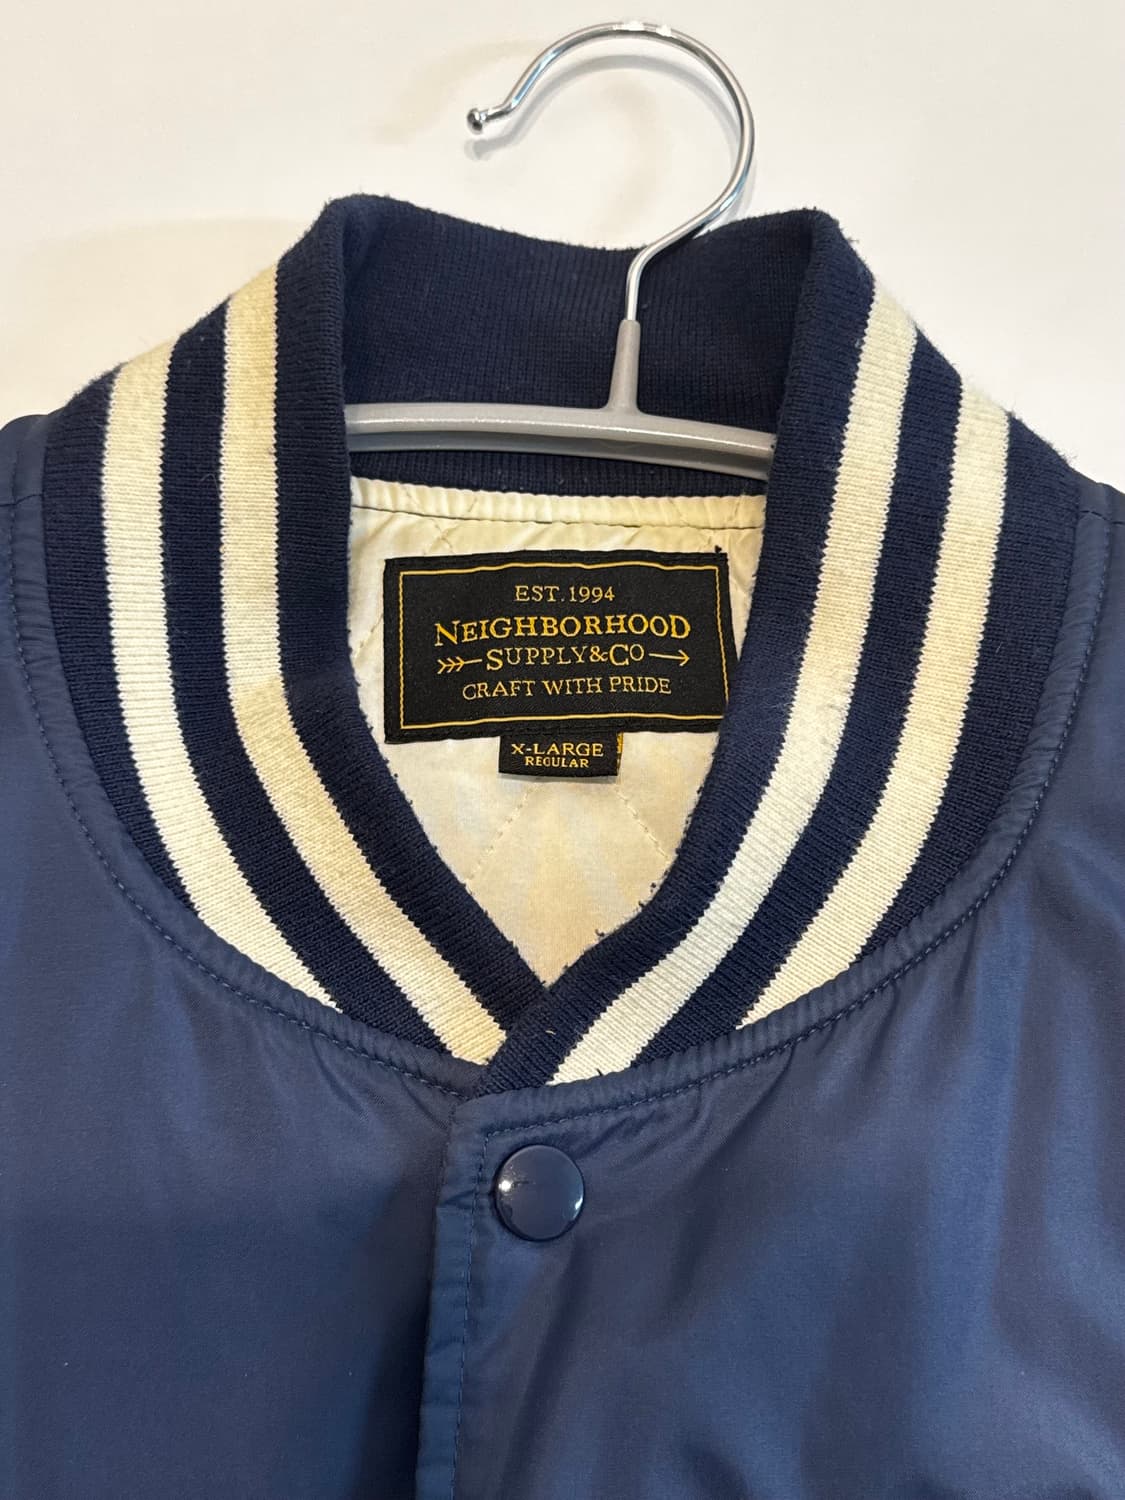 EST.1994
NEIGHBORHOOD
SUPPLY&CO
CRAFT WITH PRIDE
X-LARGE
REGULAR